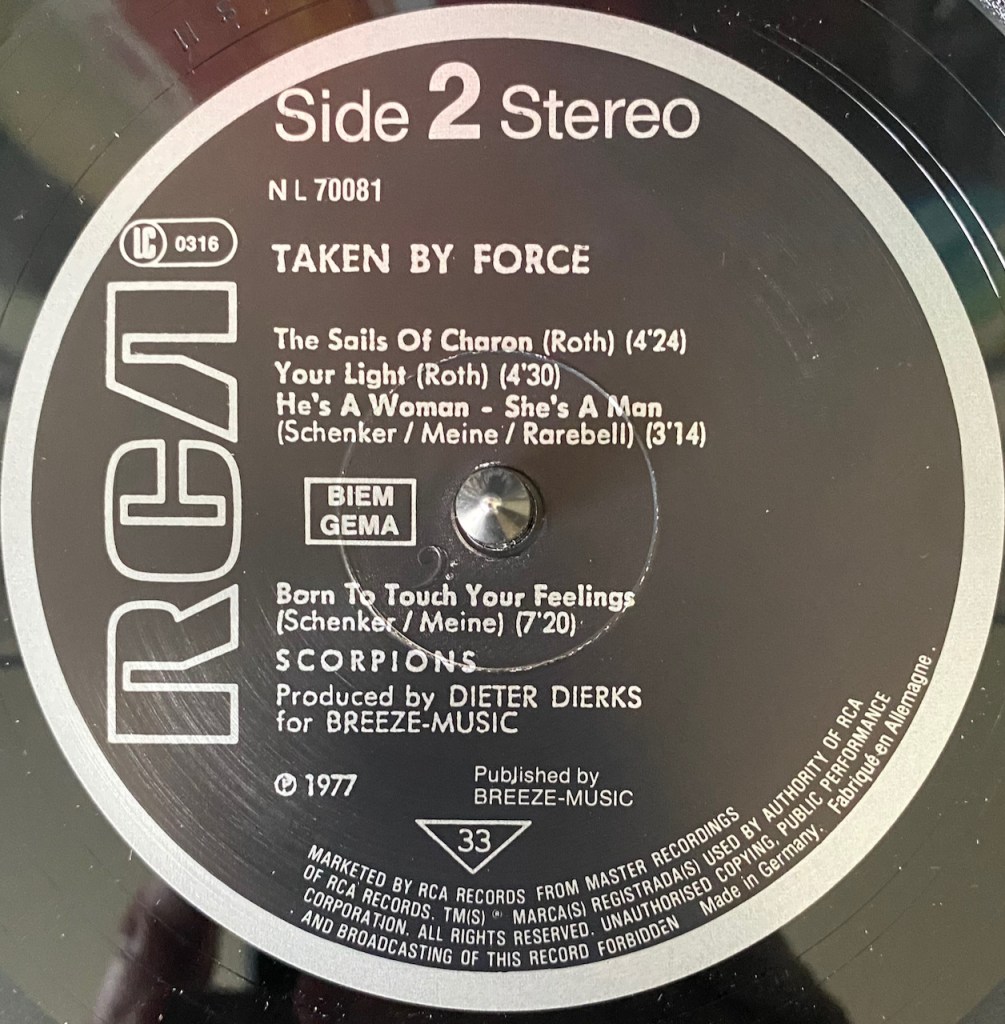 Side 2 Stereo
NL 70081
LC 0316
RCA
TAKEN BY FORCE
The Sails Of Charon (Roth) (4'24)
Your Light (Roth) (4'30)
He's A Woman - She's A Man
(Schenker / Meine / Rarebell) (3'14)
BIEM
GEMA
Born To Touch Your Feelings
(Schenker / Meine) (7'20)
SCORPIONS
Produced by DIETER DIERKS
for BREEZE-MUSIC
℗ 1977
Published by
BREEZE-MUSIC
33
MARKETED BY RCA RECORDS FROM MASTER RECORDINGS
OF RCA RECORDS. TM(S) ® MARCA(S) REGISTRADA(S) USED BY AUTHORITY OF RCA
CORPORATION. ALL RIGHTS RESERVED. UNAUTHORISED COPYING, PUBLIC PERFORMANCE
AND BROADCASTING OF THIS RECORD FORBIDDEN Made in Germany. Fabriqué en Allemagne.